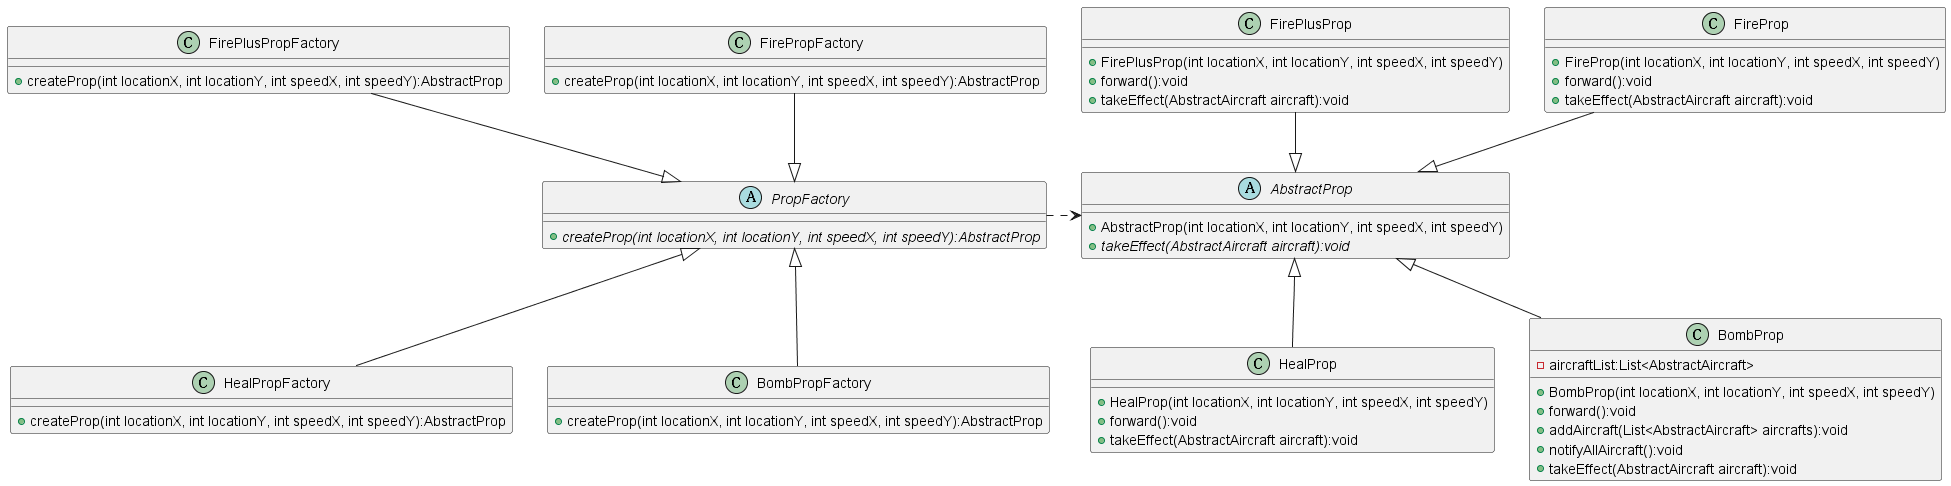 C FirePlusPropFactory
createProp(int locationX, int locationY, int speedX, int speedY):AbstractProp
C FirePropFactory
createProp(int locationX, int locationY, int speedX, int speedY):AbstractProp
C FirePlusProp
FirePlusProp(int locationX, int locationY, int speedX, int speedY)
forward():void
takeEffect(AbstractAircraft aircraft):void
C FireProp
FireProp(int locationX, int locationY, int speedX, int speedY)
forward():void
takeEffect(AbstractAircraft aircraft):void
A PropFactory
createProp(int locationX, int locationY, int speedX, int speedY):AbstractProp
A AbstractProp
AbstractProp(int locationX, int locationY, int speedX, int speedY)
takeEffect(AbstractAircraft aircraft):void
C HealPropFactory
createProp(int locationX, int locationY, int speedX, int speedY):AbstractProp
C BombPropFactory
createProp(int locationX, int locationY, int speedX, int speedY):AbstractProp
C HealProp
HealProp(int locationX, int locationY, int speedX, int speedY)
forward():void
takeEffect(AbstractAircraft aircraft):void
C BombProp
aircraftList:List<AbstractAircraft>
BombProp(int locationX, int locationY, int speedX, int speedY)
forward():void
addAircraft(List<AbstractAircraft> aircrafts):void
notifyAllAircraft():void
takeEffect(AbstractAircraft aircraft):void